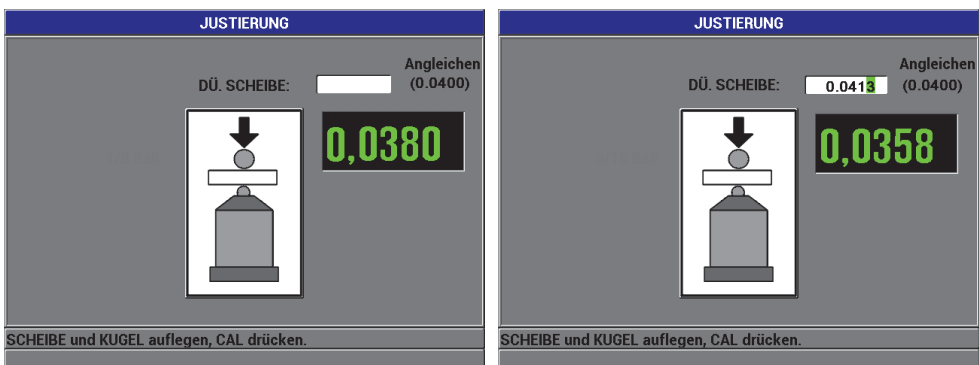 JUSTIERUNG
Angleichen
DÜ. SCHEIBE: (0.0400)
0,0380
SCHEIBE und KUGEL auflegen, CAL drücken.
JUSTIERUNG
Angleichen
DÜ. SCHEIBE: 0.0413 (0.0400)
0,0358
SCHEIBE und KUGEL auflegen, CAL drücken.